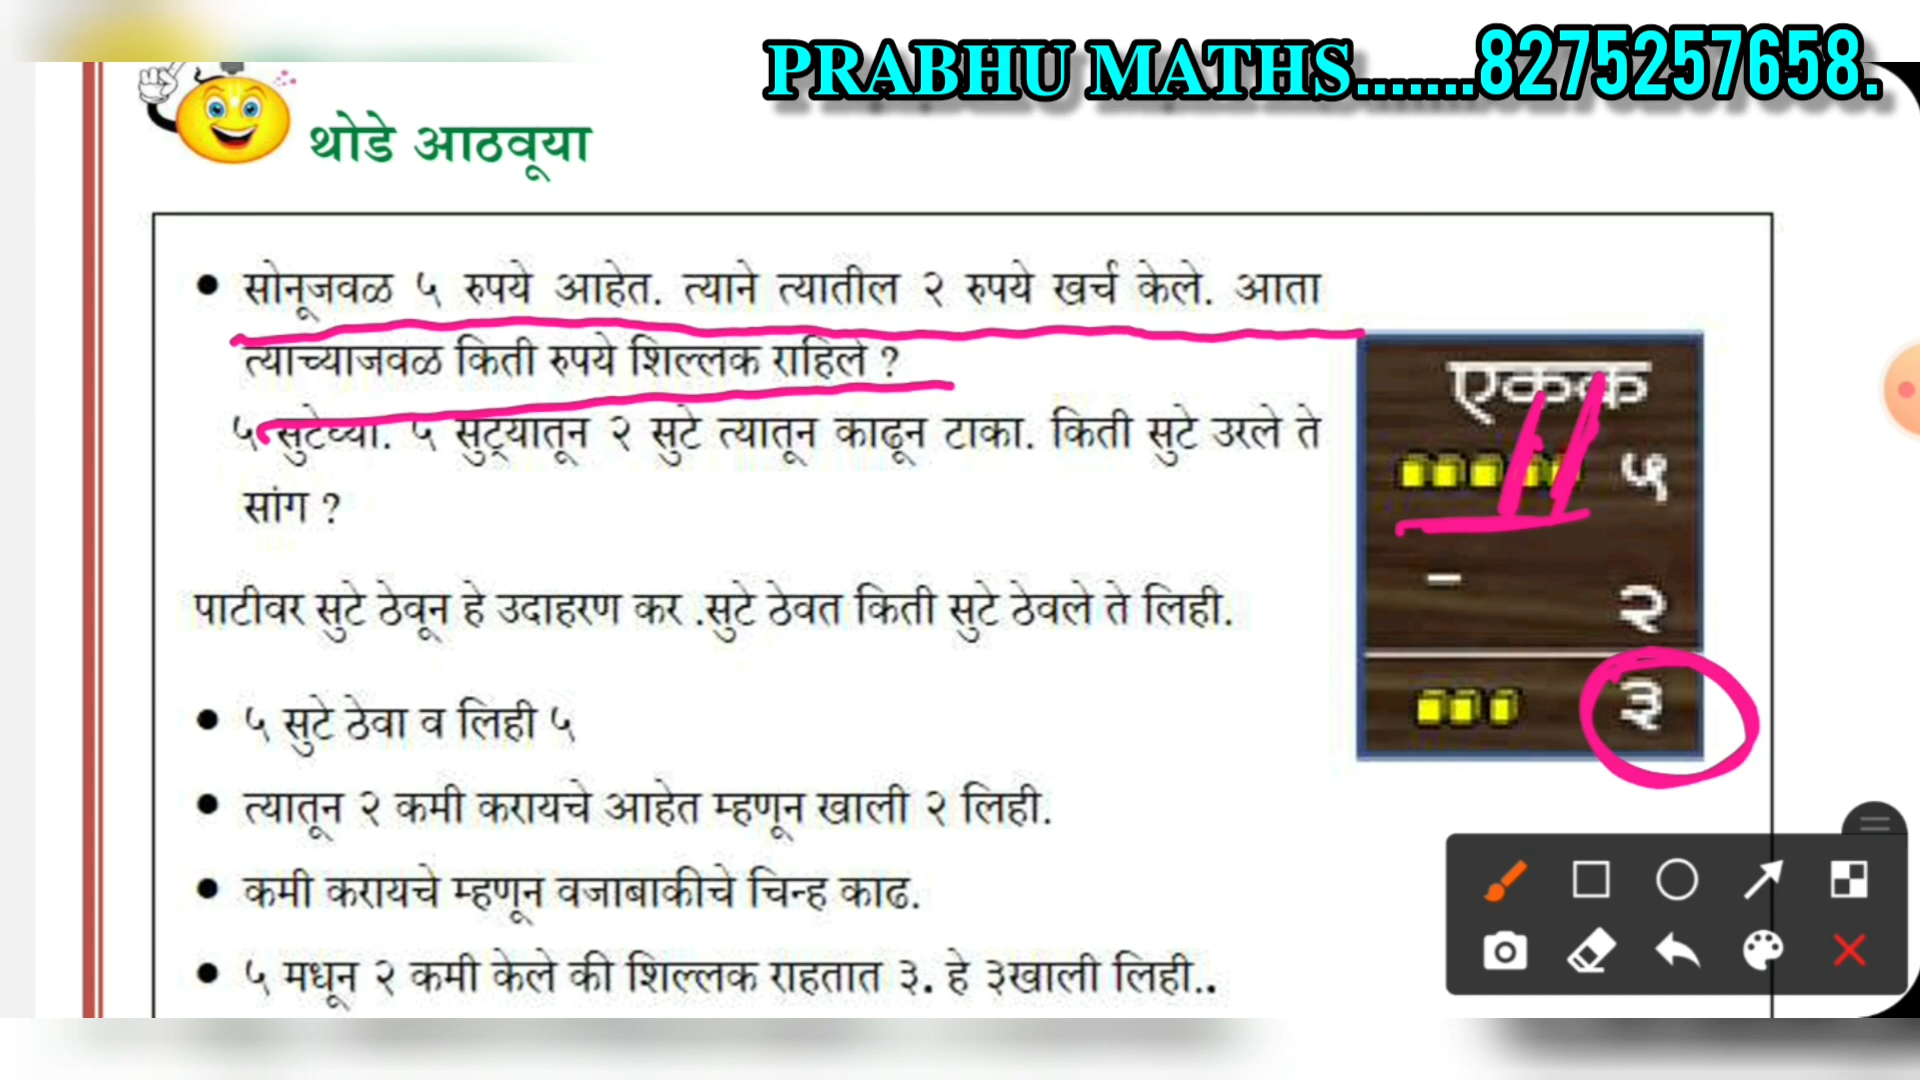 PRABHU MATHS.......8275257658.
थोडे आठवूया
• सोनूजवळ ५ रुपये आहेत. त्याने त्यातील २ रुपये खर्च केले. आता
त्याच्याजवळ किती रुपये शिल्लक राहिले ?
५ सुटेघ्या. ५ सुट्यातून २ सुटे त्यातून काढून टाका. किती सुटे उरले ते
सांग ?
पाटीवर सुटे ठेवून हे उदाहरण कर .सुटे ठेवत किती सुटे ठेवले ते लिही.
• ५ सुटे ठेवा व लिही ५
• त्यातून २ कमी करायचे आहेत म्हणून खाली २ लिही.
• कमी करायचे म्हणून वजाबाकीचे चिन्ह काढ.
• ५ मधून २ कमी केले की शिल्लक राहतात ३. हे ३खाली लिही..
एकक
५
–
२
३